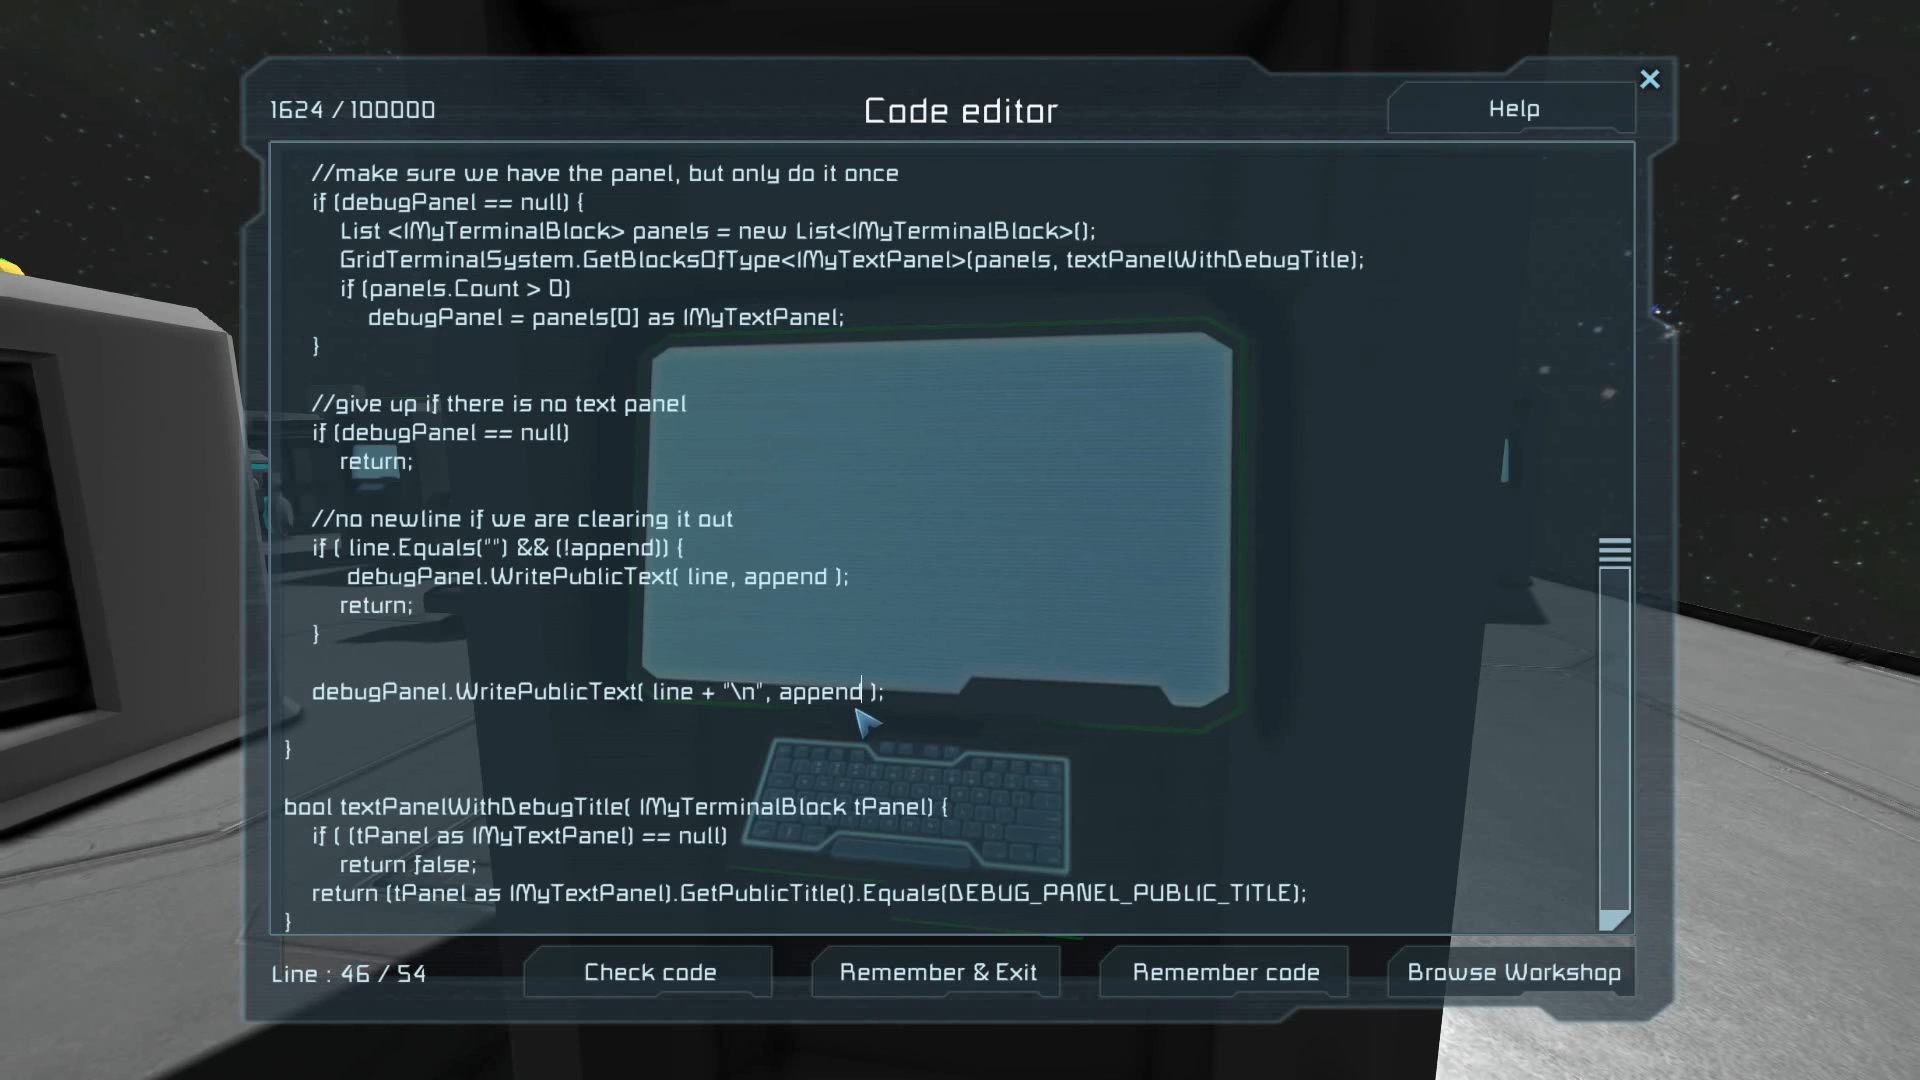 1624 / 100000
Code editor
Help
//make sure we have the panel, but only do it once
if (debugPanel == null) {
List <IMyTerminalBlock> panels = new List<IMyTerminalBlock>();
GridTerminalSystem.GetBlocksOfType<IMyTextPanel>(panels, textPanelWithDebugTitle);
if (panels.Count > 0)
debugPanel = panels[0] as IMyTextPanel;
}
//give up if there is no text panel
if (debugPanel == null)
return;
//no newline if we are clearing it out
if ( line.Equals("") && (!append)) {
debugPanel.WritePublicText( line, append );
return;
}
debugPanel.WritePublicText( line + "\n", append );
}
bool textPanelWithDebugTitle( IMyTerminalBlock tPanel) {
if ( (tPanel as IMyTextPanel) == null)
return false;
return (tPanel as IMyTextPanel).GetPublicTitle().Equals(DEBUG_PANEL_PUBLIC_TITLE);
}
Line : 46 / 54
Check code
Remember & Exit
Remember code
Browse Workshop